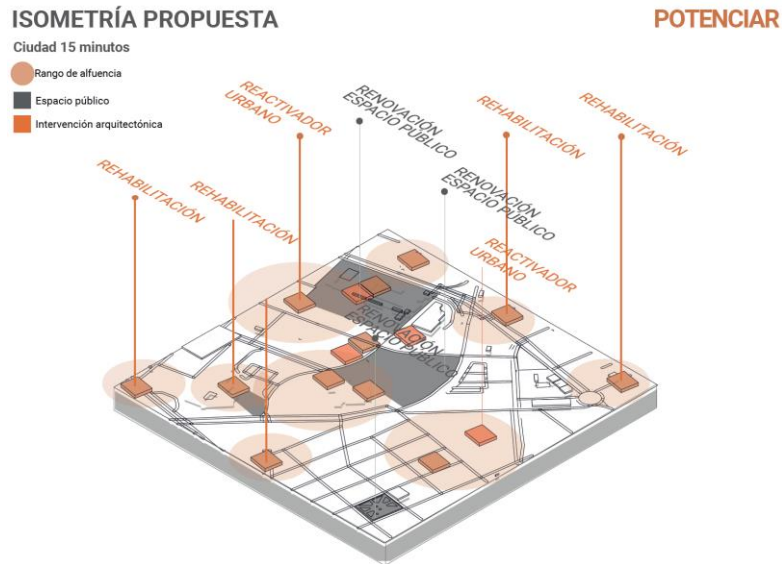 ISOMETRÍA PROPUESTA
POTENCIAR
Ciudad 15 minutos
Rango de alfuencia
Espacio público
Intervención arquitectónica
REACTIVADOR
URBANO
RENOVACIÓN
ESPACIO PÚBLICO
REHABILITACIÓN
REHABILITACIÓN
REHABILITACIÓN
REHABILITACIÓN
RENOVACIÓN
ESPACIO PÚBLICO
REACTIVADOR
URBANO
RENOVACIÓN
ESPACIO PÚBLICO